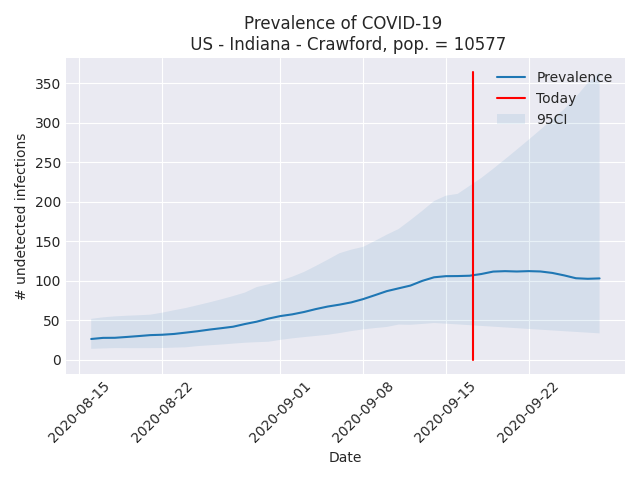 Prevalence of COVID-19
US - Indiana - Crawford, pop. = 10577
Prevalence
Today
95CI
350
300
250
200
150
100
50
0
# undetected infections
2020-08-15
2020-08-22
2020-09-01
2020-09-08
2020-09-15
2020-09-22
Date